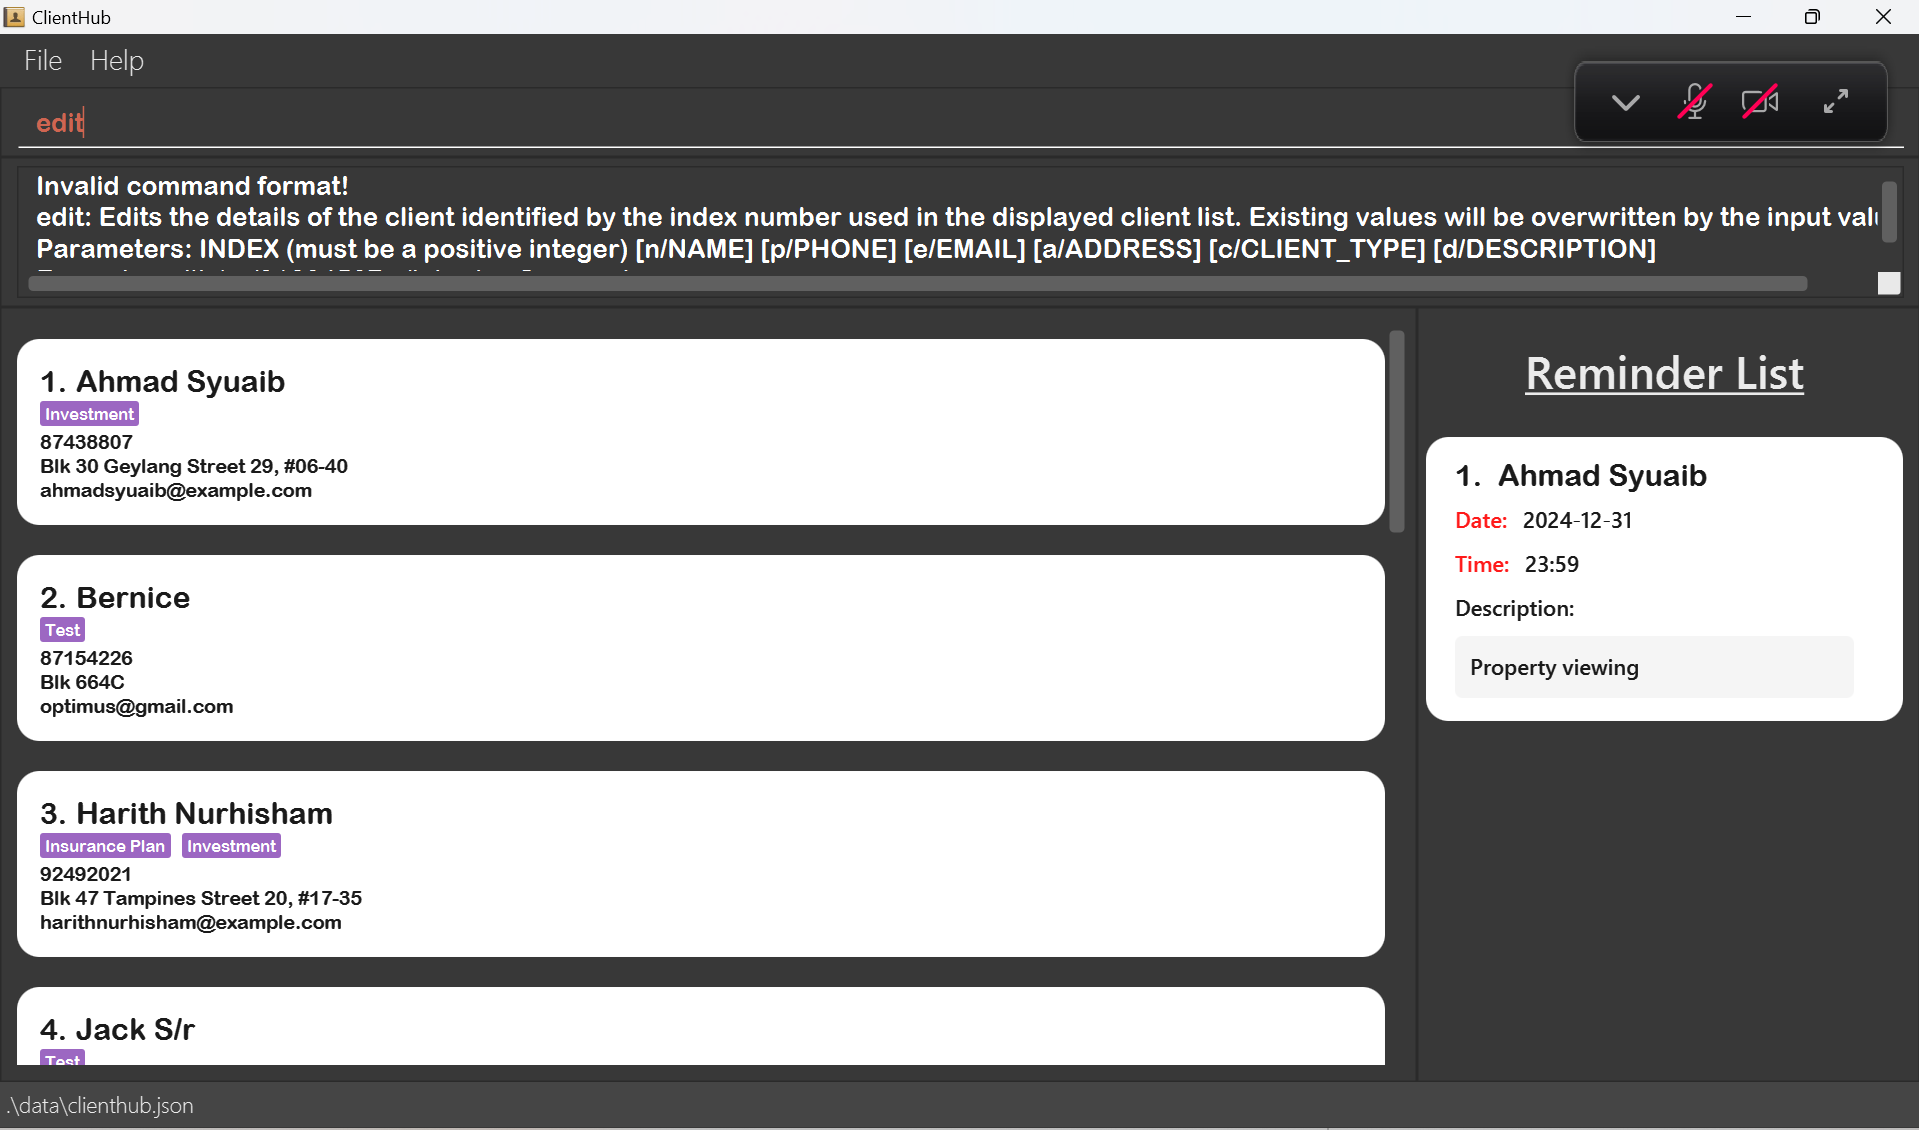 ClientHub
File Help
edit
Invalid command format!
edit: Edits the details of the client identified by the index number used in the displayed client list. Existing values will be overwritten by the input
Parameters: INDEX (must be a positive integer) [n/NAME] [p/PHONE] [e/EMAIL] [a/ADDRESS] [c/CLIENT_TYPE] [d/DESCRIPTION]
1. Ahmad Syuaib
Investment
87438807
Blk 30 Geylang Street 29, #06-40
ahmadsyuaib@example.com
2. Bernice
Test
87154226
Blk 664C
optimus@gmail.com
3. Harith Nurhisham
Insurance Plan Investment
92492021
Blk 47 Tampines Street 20, #17-35
harithnurhisham@example.com
4. Jack S/r
Test
Reminder List
1. Ahmad Syuaib
Date: 2024-12-31
Time: 23:59
Description:
Property viewing
.\data\clienthub.json